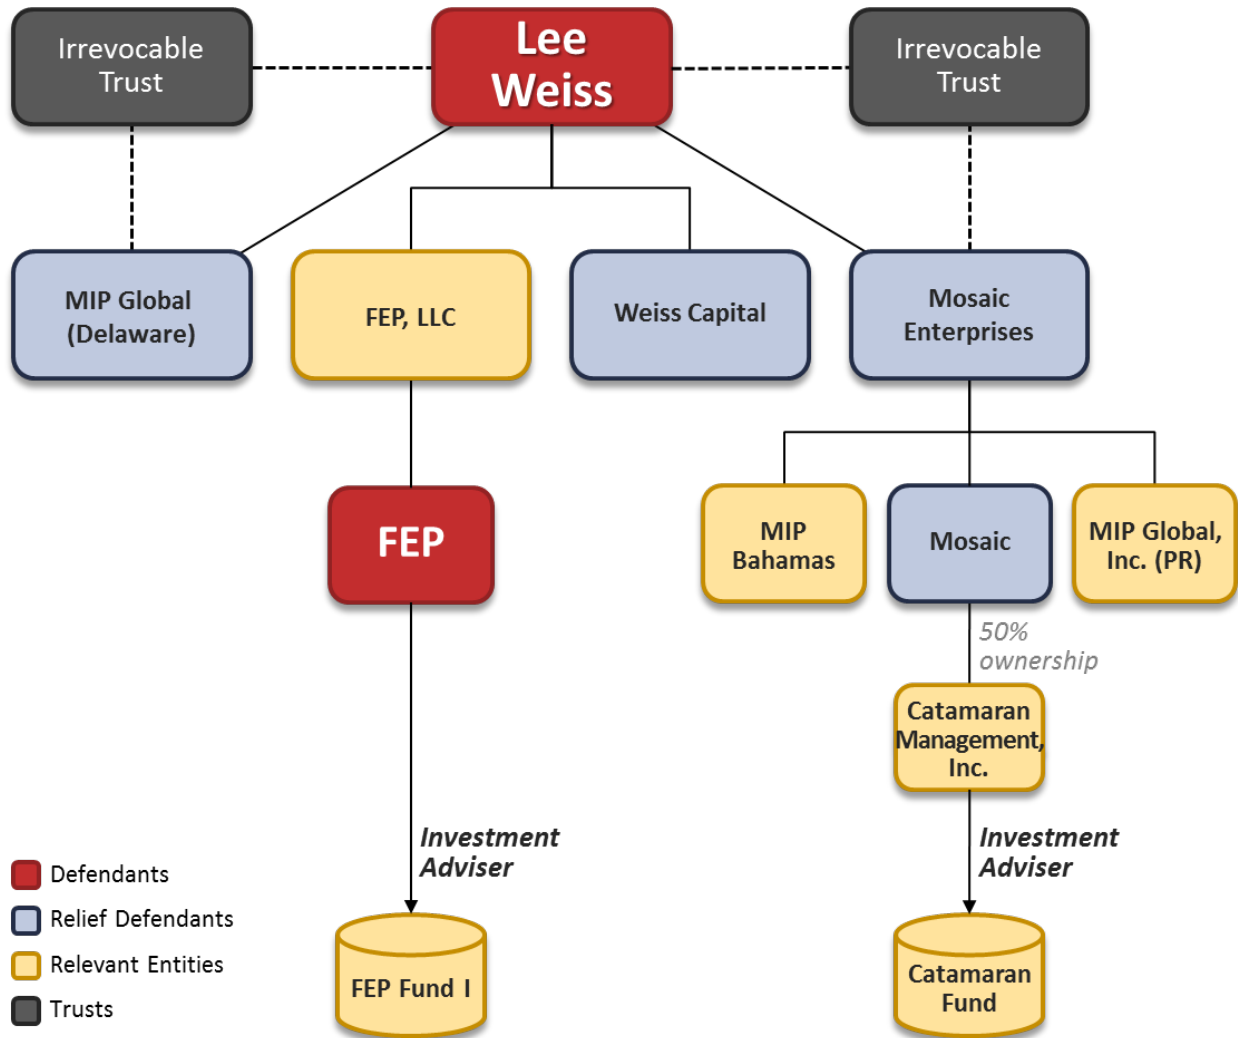 Irrevocable
Trust
Lee
Weiss
Irrevocable
Trust
MIP Global
(Delaware)
FEP, LLC
Weiss Capital
Mosaic
Enterprises
FEP
MIP
Bahamas
Mosaic
MIP Global,
Inc. (PR)
50%
ownership
Catamaran
Management,
Inc.
Investment
Adviser
Investment
Adviser
Defendants
Relief Defendants
Relevant Entities
Trusts
FEP Fund I
Catamaran
Fund